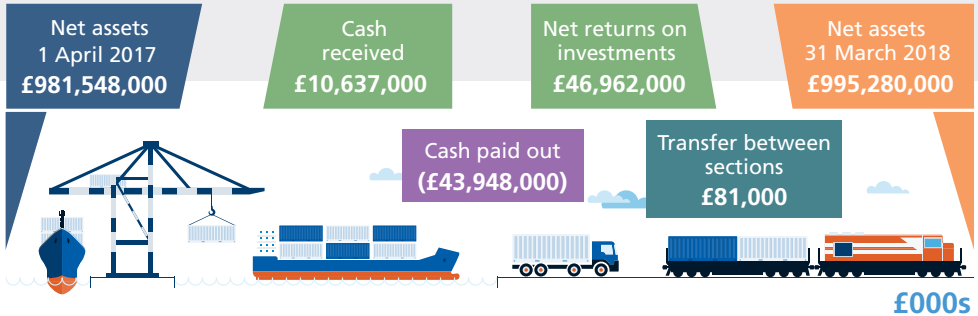 Net assets
1 April 2017
£981,548,000
Cash
received
£10,637,000
Net returns on
investments
£46,962,000
Net assets
31 March 2018
£995,280,000
Cash paid out
(£43,948,000)
Transfer between
sections
£81,000
£000s